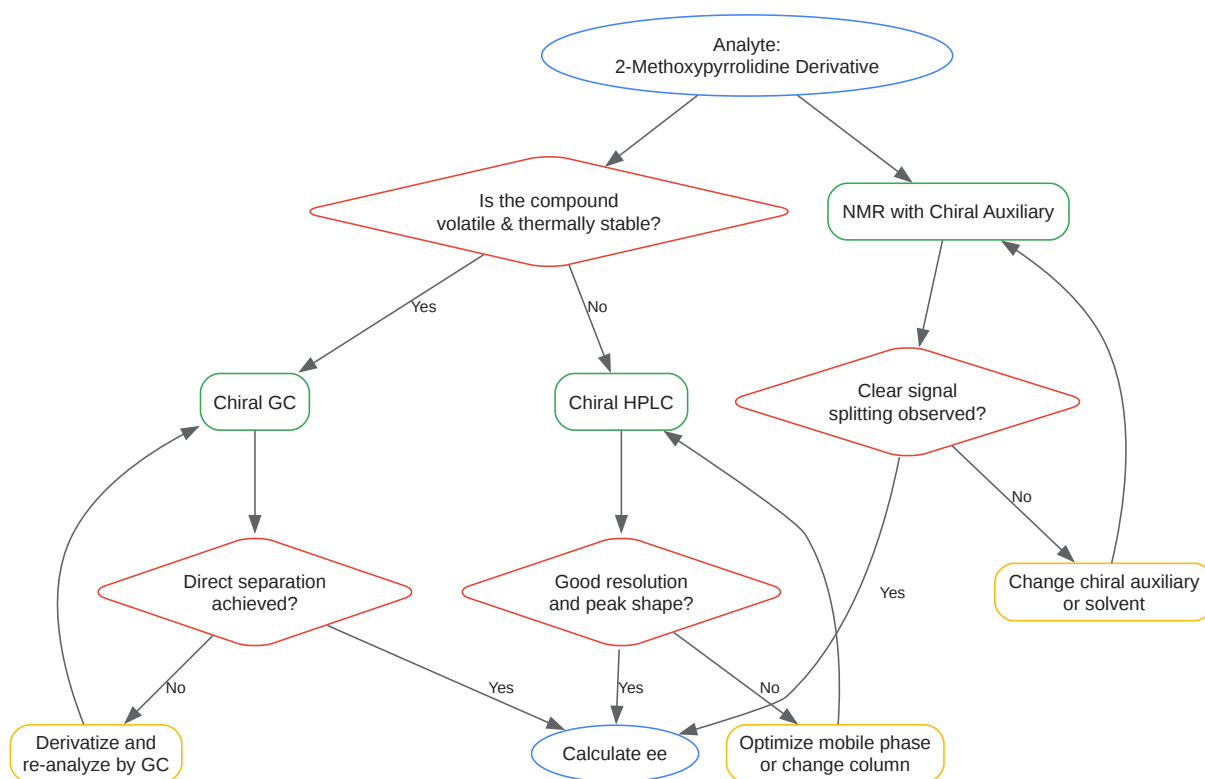 Analyte:
2-Methoxypyrrolidine Derivative
Is the compound
volatile & thermally stable?
NMR with Chiral Auxiliary
Yes
No
Chiral GC
Chiral HPLC
Clear signal
splitting observed?
No
Direct separation
achieved?
Good resolution
and peak shape?
Yes
Change chiral auxiliary
or solvent
No
Yes
Yes
No
Derivatize and
re-analyze by GC
Calculate ee
Optimize mobile phase
or change column